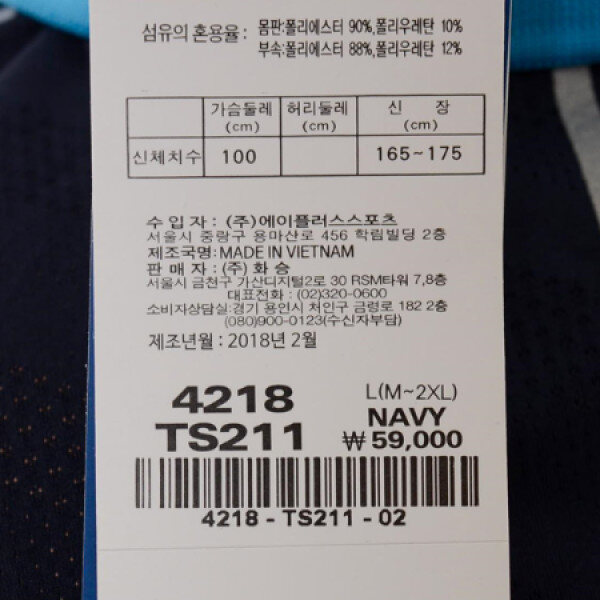 섬유의 혼용율 : 몸판:폴리에스터 90%,폴리우레탄 10%
부속:폴리에스터 88%,폴리우레탄 12%
가슴둘레 허리둘레 신 장
(cm) (cm) (cm)
신체치수 100 165~175
수 입 자 : (주)에이플러스스포츠
서울시 중랑구 용마산로 456 학림빌딩 2층
제조국명: MADE IN VIETNAM
판 매 자 : (주) 화 승
서울시 금천구 가산디지털2로 30 RSM타워 7,8층
대표전화 : (02)320-0600
소비자상담실:경기 용인시 처인구 금령로 182 2층
(080)900-0123(수신자부담)
제조년월 : 2018년 2월
4218 L(M~2XL)
TS211 NAVY
₩ 59,000
4218 - TS211 - 02